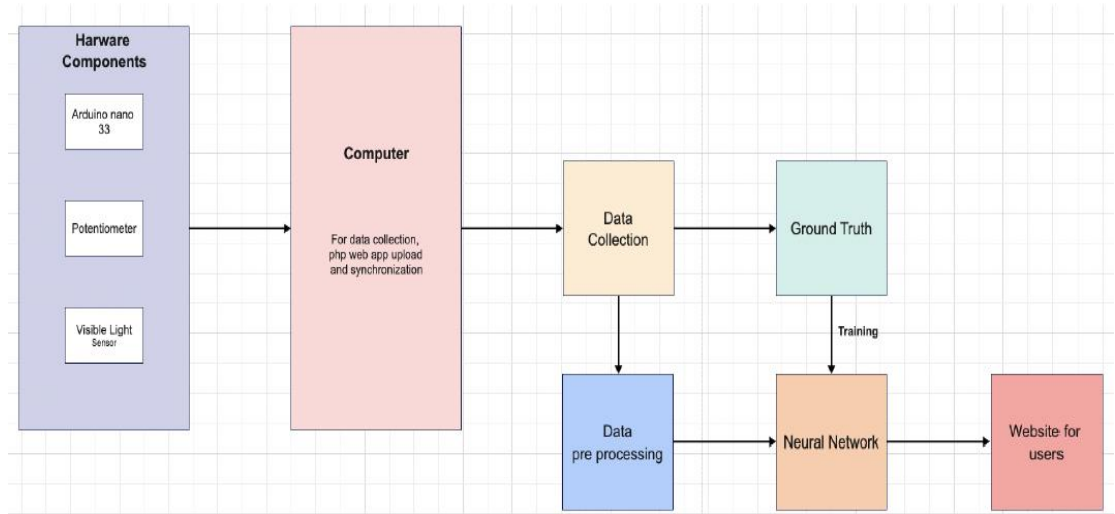 Harware
Components
Arduino nano
33
Potentiometer
Visible Light
Sensor
Computer
For data collection,
php web app upload
and synchronization
Data
Collection
Ground Truth
Training
Data
pre processing
Neural Network
Website for
users